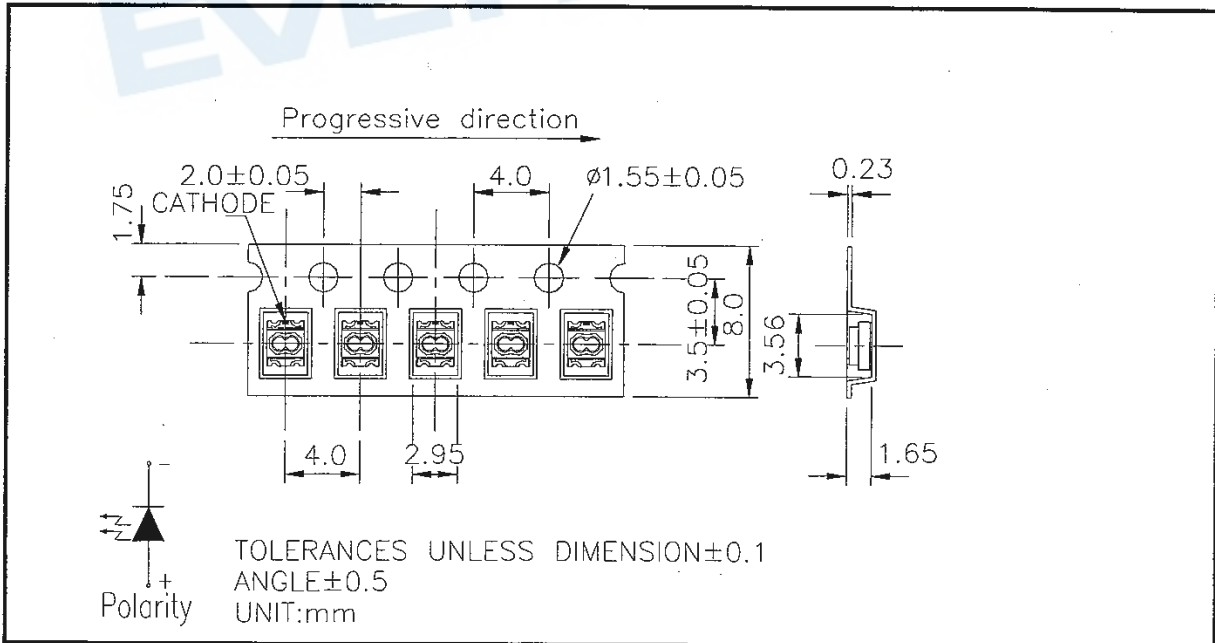 Progressive direction
2.0±0.05
4.0
ø1.55±0.05
0.23
CATHODE
1.75
3.5±0.05
8.0
3.56
4.0
2.95
1.65
-
+
Polarity
TOLERANCES UNLESS DIMENSION±0.1
ANGLE±0.5
UNIT:mm